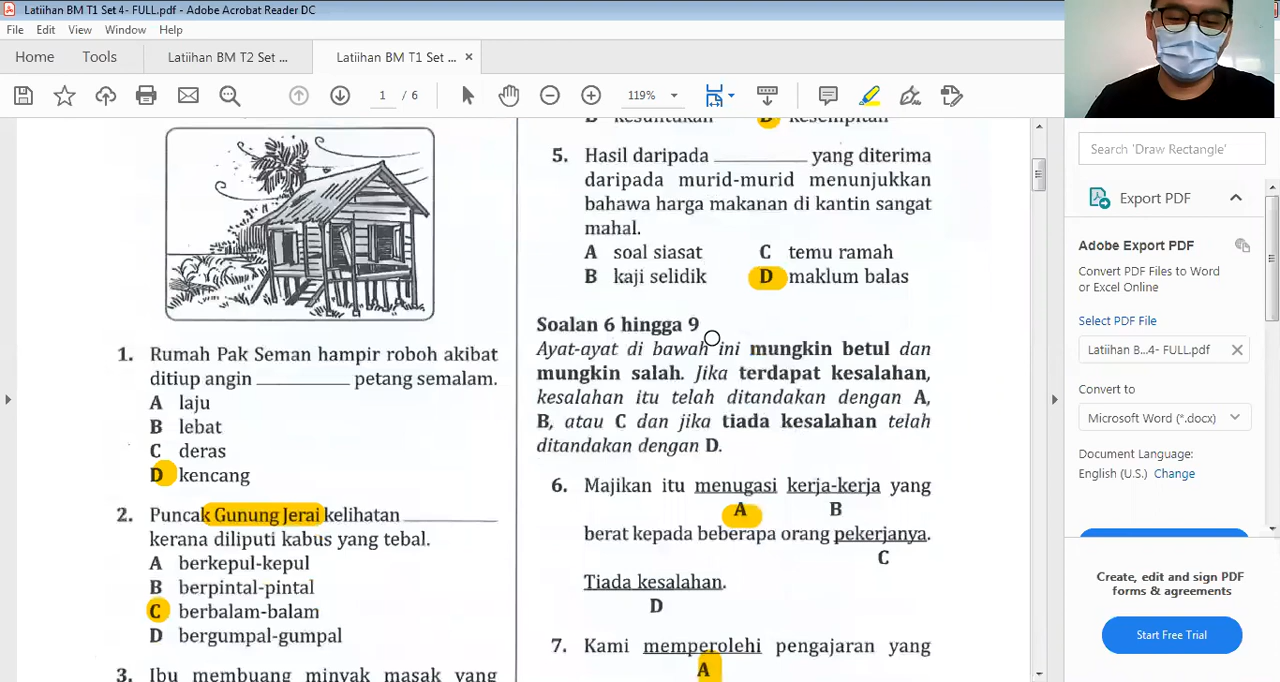 Latiihan BM T1 Set 4- FULL.pdf - Adobe Acrobat Reader DC
File Edit View Window Help
Home Tools Latiihan BM T2 Set ... Latiihan BM T1 Set ... ×
1 / 6 119%
Search 'Draw Rectangle'
Export PDF
Adobe Export PDF
Convert PDF Files to Word
or Excel Online
Select PDF File
Latiihan B...4- FULL.pdf
Convert to
Microsoft Word (*.docx)
Document Language:
English (U.S.) Change
Create, edit and sign PDF
forms & agreements
Start Free Trial
1. Rumah Pak Seman hampir roboh akibat
ditiup angin __________ petang semalam.
A laju
B lebat
C deras
D kencang
2. Puncak Gunung Jerai kelihatan __________
kerana diliputi kabus yang tebal.
A berkepul-kepul
B berpintal-pintal
C berbalam-balam
D bergumpal-gumpal
3. Ibu membuang minyak masak yang
D kesempitan
5. Hasil daripada __________ yang diterima
daripada murid-murid menunjukkan
bahawa harga makanan di kantin sangat
mahal.
A soal siasat C temu ramah
B kaji selidik D maklum balas
Soalan 6 hingga 9
Ayat-ayat di bawah ini mungkin betul dan
mungkin salah. Jika terdapat kesalahan,
kesalahan itu telah ditandakan dengan A,
B, atau C dan jika tiada kesalahan telah
ditandakan dengan D.
6. Majikan itu menugasi kerja-kerja yang
A B
berat kepada beberapa orang pekerjanya.
C
Tiada kesalahan.
D
7. Kami memperolehi pengajaran yang
A